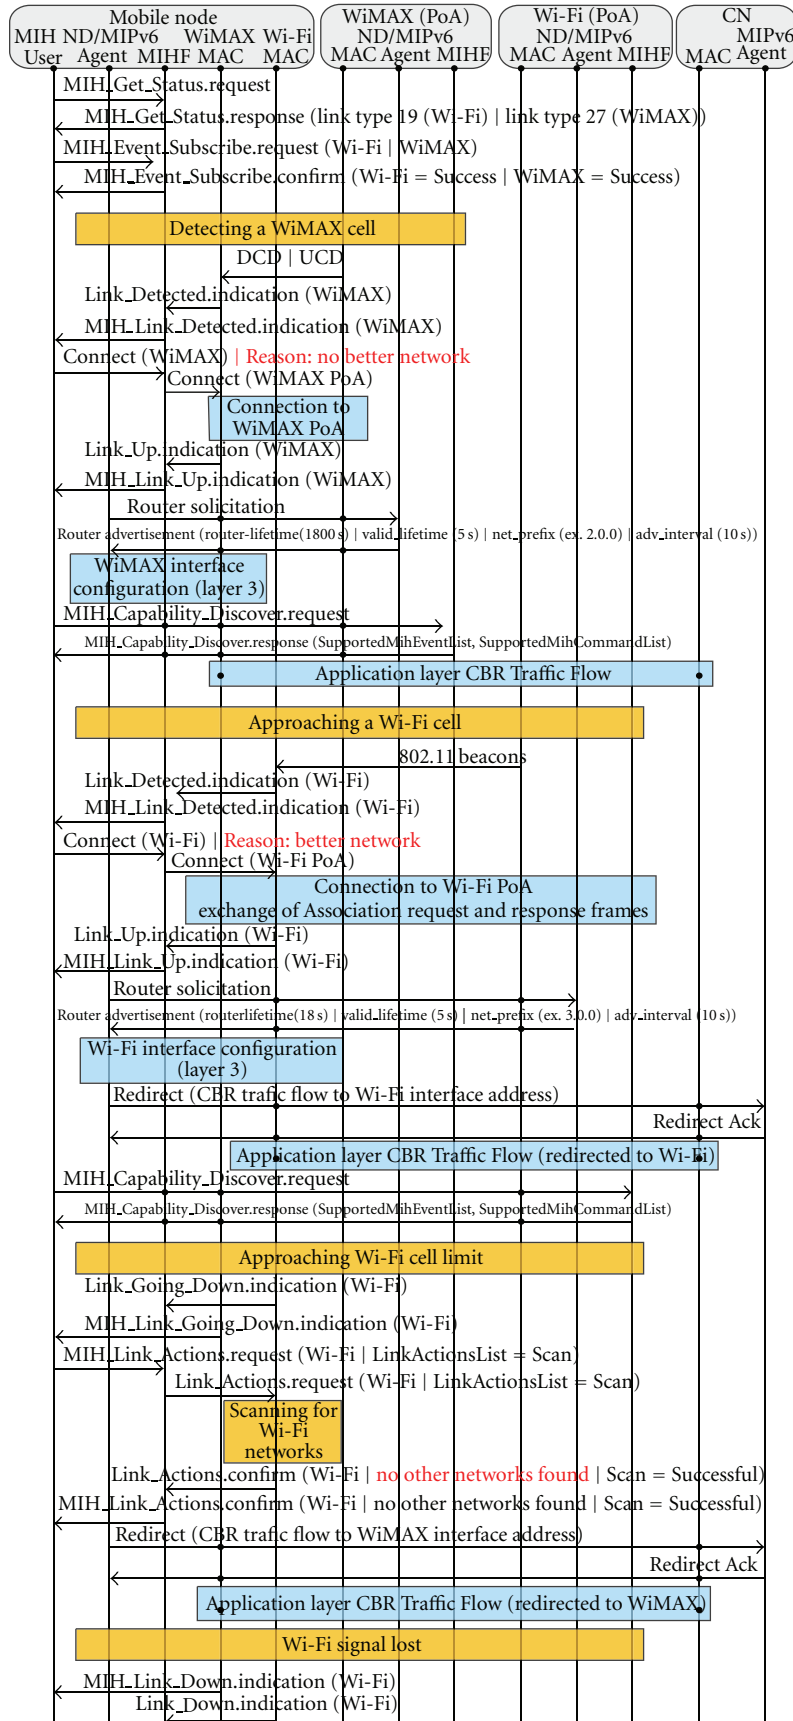 Mobile node
WiMAX (PoA)
Wi-Fi (PoA)
CN
MIH ND/MIPv6 WiMAX Wi-Fi
ND/MIPv6
ND/MIPv6
MIPv6
User Agent MIHF MAC MAC
MAC Agent MIHF
MAC Agent MIHF
MAC Agent
MIH_Get_Status.request
MIH_Get_Status.response (link type 19 (Wi-Fi) | link type 27 (WiMAX))
MIH_Event_Subscribe.request (Wi-Fi | WiMAX)
MIH_Event_Subscribe.confirm (Wi-Fi = Success | WiMAX = Success)
Detecting a WiMAX cell
DCD | UCD
Link_Detected.indication (WiMAX)
MIH_Link_Detected.indication (WiMAX)
Connect (WiMAX) | Reason: no better network
Connect (WiMAX PoA)
Connection to
WiMAX PoA
Link_Up.indication (WiMAX)
MIH_Link_Up.indication (WiMAX)
Router solicitation
Router advertisement (router-lifetime(1800 s) | valid_lifetime (5 s) | net_prefix (ex. 2.0.0) | adv_interval (10 s))
WiMAX interface
configuration (layer 3)
MIH_Capability_Discover.request
MIH_Capability_Discover.response (SupportedMihEventList, SupportedMihCommandList)
Application layer CBR Traffic Flow
Approaching a Wi-Fi cell
802.11 beacons
Link_Detected.indication (Wi-Fi)
MIH_Link_Detected.indication (Wi-Fi)
Connect (Wi-Fi) | Reason: better network
Connect (Wi-Fi PoA)
Connection to Wi-Fi PoA
exchange of Association request and response frames
Link_Up.indication (Wi-Fi)
MIH_Link_Up.indication (Wi-Fi)
Router solicitation
Router advertisement (routerlifetime(18 s) | valid_lifetime (5 s) | net_prefix (ex. 3.0.0) | adv_interval (10 s))
Wi-Fi interface configuration
(layer 3)
Redirect (CBR trafic flow to Wi-Fi interface address)
Redirect Ack
Application layer CBR Traffic Flow (redirected to Wi-Fi)
MIH_Capability_Discover.request
MIH_Capability_Discover.response (SupportedMihEventList, SupportedMihCommandList)
Approaching Wi-Fi cell limit
Link_Going_Down.indication (Wi-Fi)
MIH_Link_Going_Down.indication (Wi-Fi)
MIH_Link_Actions.request (Wi-Fi | LinkActionsList = Scan)
Link_Actions.request (Wi-Fi | LinkActionsList = Scan)
Scanning for
Wi-Fi
networks
Link_Actions.confirm (Wi-Fi | no other networks found | Scan = Successful)
MIH_Link_Actions.confirm (Wi-Fi | no other networks found | Scan = Successful)
Redirect (CBR trafic flow to WiMAX interface address)
Redirect Ack
Application layer CBR Traffic Flow (redirected to WiMAX)
Wi-Fi signal lost
MIH_Link_Down.indication (Wi-Fi)
Link_Down.indication (Wi-Fi)